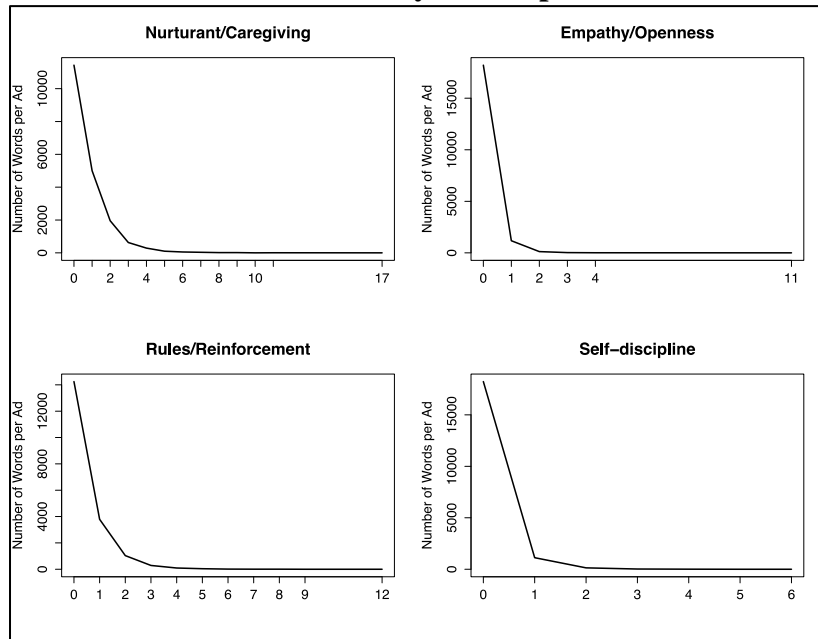 Nurturant/Caregiving
Number of Words per Ad
10000
6000
2000
0
0 2 4 6 8 10 17
Empathy/Openness
Number of Words per Ad
15000
10000
5000
0
0 1 2 3 4 11
Rules/Reinforcement
Number of Words per Ad
12000
8000
4000
0
0 1 2 3 4 5 6 7 8 9 12
Self−discipline
Number of Words per Ad
15000
10000
5000
0
0 1 2 3 4 5 6